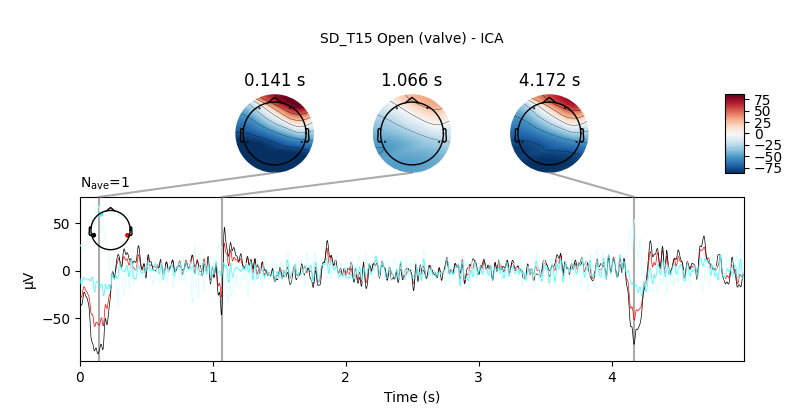 SD_T15 Open (valve) - ICA
0.141 s 1.066 s 4.172 s
75
50
25
0
−25
−50
−75
Nave=1
50
0
−50
µV
0 1 2 3 4
Time (s)